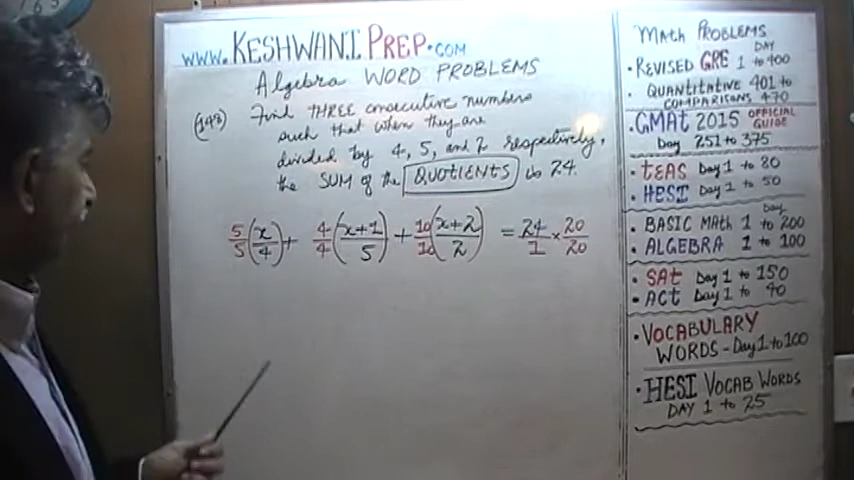 www.KESHWANIPREP.COM
Algebra WORD PROBLEMS
(148) Find THREE consecutive numbers
such that when they are
divided by 4, 5, and 2 respectively,
the SUM of the QUOTIENTS is 24.
5/5 (x/4) + 4/4 (x+1/5) + 10/10 (x+2/2) = 24/1 × 20/20
MATH PROBLEMS
DAY
• REVISED GRE 1 to 400
• QUANTITATIVE 401 to
COMPARISONS 470
• GMAt 2015 OFFICIAL GUIDE
Day 251 to 375
• tEAS Day 1 to 80
• HESI Day 1 to 50
Day
• BASIC MAth 1 to 200
• ALGEBRA 1 to 100
• SAt Day 1 to 150
• ACt Day 1 to 40
• VOCABULARY
WORDS - Day 1 to 100
• HESI VOCAB WORDS
DAY 1 to 25